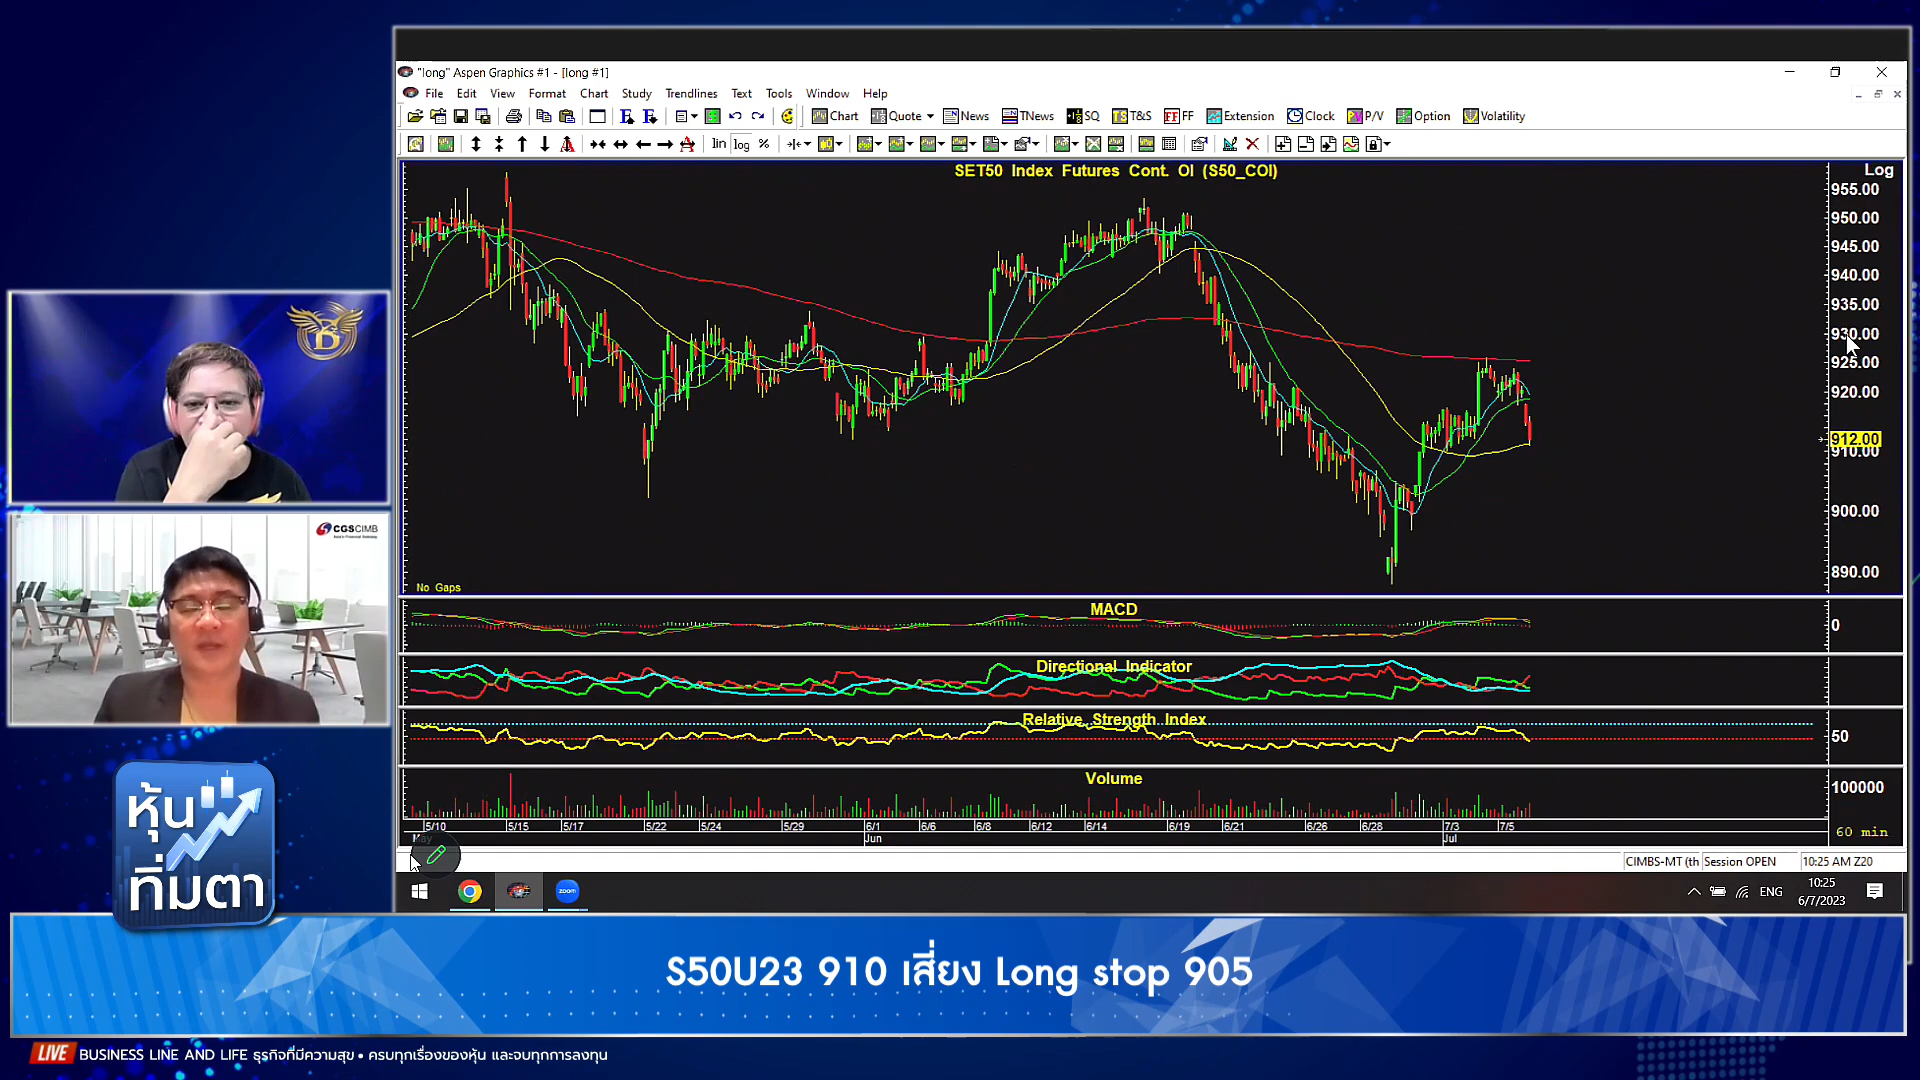 "long" Aspen Graphics #1 - [long #1]
File Edit View Format Chart Study Trendlines Text Tools Window Help
Chart Quote News TNews SQ T&S FF Extension Clock P/V Option Volatility
lin log %
SET50 Index Futures Cont. OI (S50_COI)
Log
955.00
950.00
945.00
940.00
935.00
930.00
925.00
920.00
912.00
910.00
900.00
890.00
No Gaps
MACD
0
Directional Indicator
Relative Strength Index
50
Volume
100000
5/10 5/15 5/17 5/22 5/24 5/29 6/1 6/6 6/8 6/12 6/14 6/19 6/21 6/26 6/28 7/3 7/5
May Jun Jul
60 min
CIMBS-MT (th Session OPEN 10:25 AM Z20
zoom
ENG
10:25
6/7/2023
B
CGS CIMB
หุ้น
ทิ่มตา
S50U23 910 เสี่ยง Long stop 905
LIVE BUSINESS LINE AND LIFE ธุรกิจที่มีความสุข • ครบทุกเรื่องของหุ้น และจบทุกการลงทุน